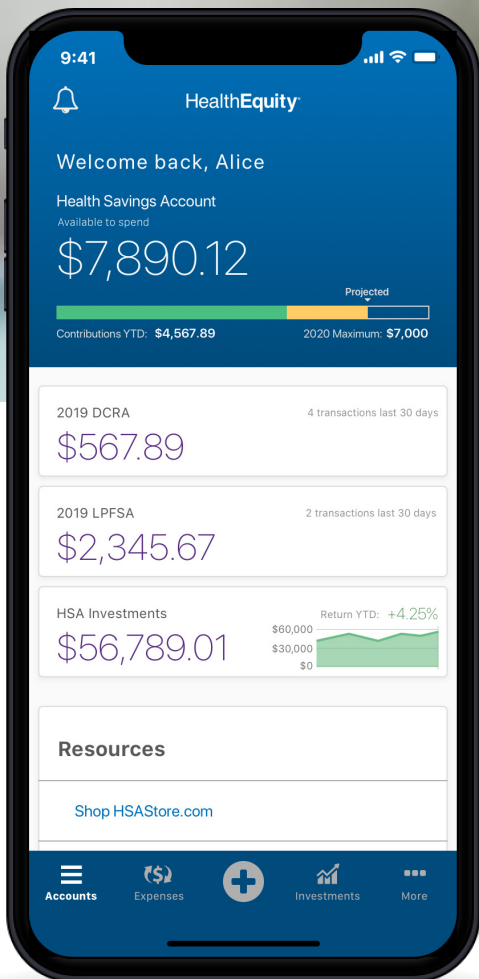 9:41
HealthEquity
Welcome back, Alice
Health Savings Account
Available to spend
$7,890.12
Projected
Contributions YTD: $4,567.89 2020 Maximum: $7,000
2019 DCRA 4 transactions last 30 days
$567.89
2019 LPFSA 2 transactions last 30 days
$2,345.67
HSA Investments Return YTD: +4.25%
$56,789.01
$60,000
$30,000
$0
Resources
Shop HSAStore.com
Accounts Expenses Investments More